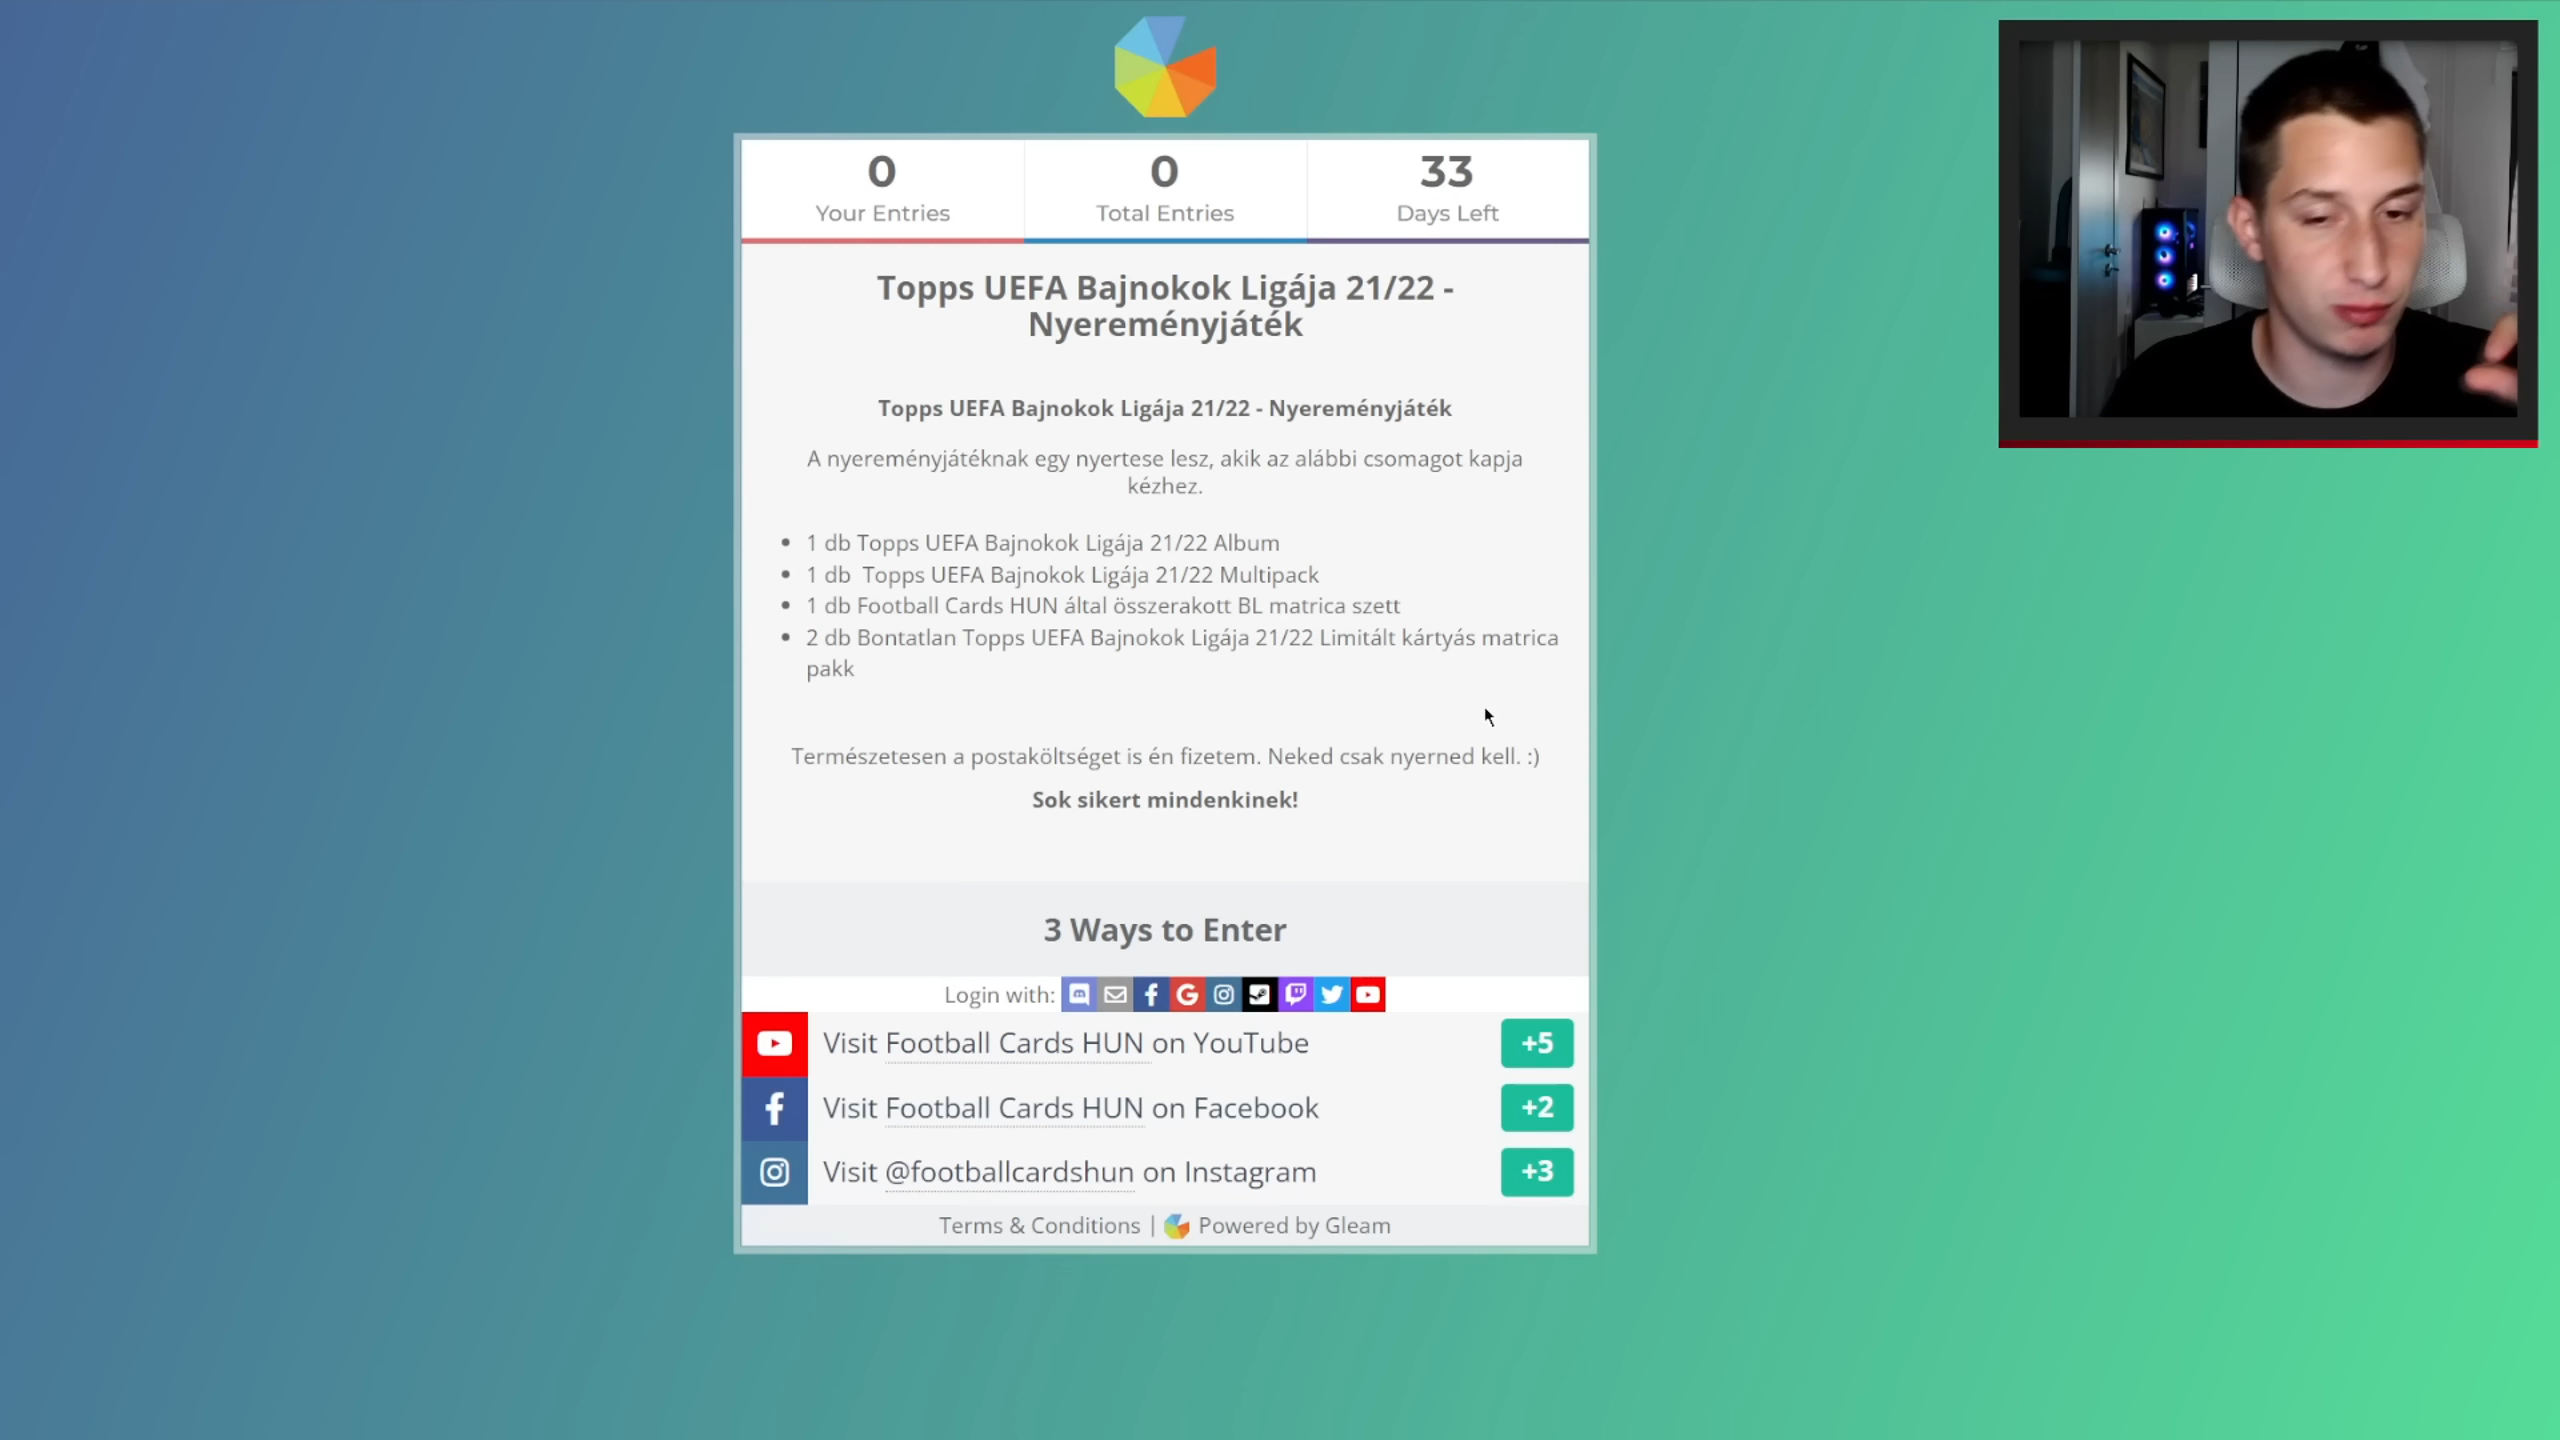 0
Your Entries
0
Total Entries
33
Days Left
Topps UEFA Bajnokok Ligája 21/22 -
Nyereményjáték
Topps UEFA Bajnokok Ligája 21/22 - Nyereményjáték
A nyereményjátéknak egy nyertese lesz, akik az alábbi csomagot kapja
kézhez.
• 1 db Topps UEFA Bajnokok Ligája 21/22 Album
• 1 db  Topps UEFA Bajnokok Ligája 21/22 Multipack
• 1 db Football Cards HUN által összerakott BL matrica szett
• 2 db Bontatlan Topps UEFA Bajnokok Ligája 21/22 Limitált kártyás matrica
pakk
Természetesen a postaköltséget is én fizetem. Neked csak nyerned kell. :)
Sok sikert mindenkinek!
3 Ways to Enter
Login with:
Visit Football Cards HUN on YouTube +5
Visit Football Cards HUN on Facebook +2
Visit @footballcardshun on Instagram +3
Terms & Conditions | Powered by Gleam